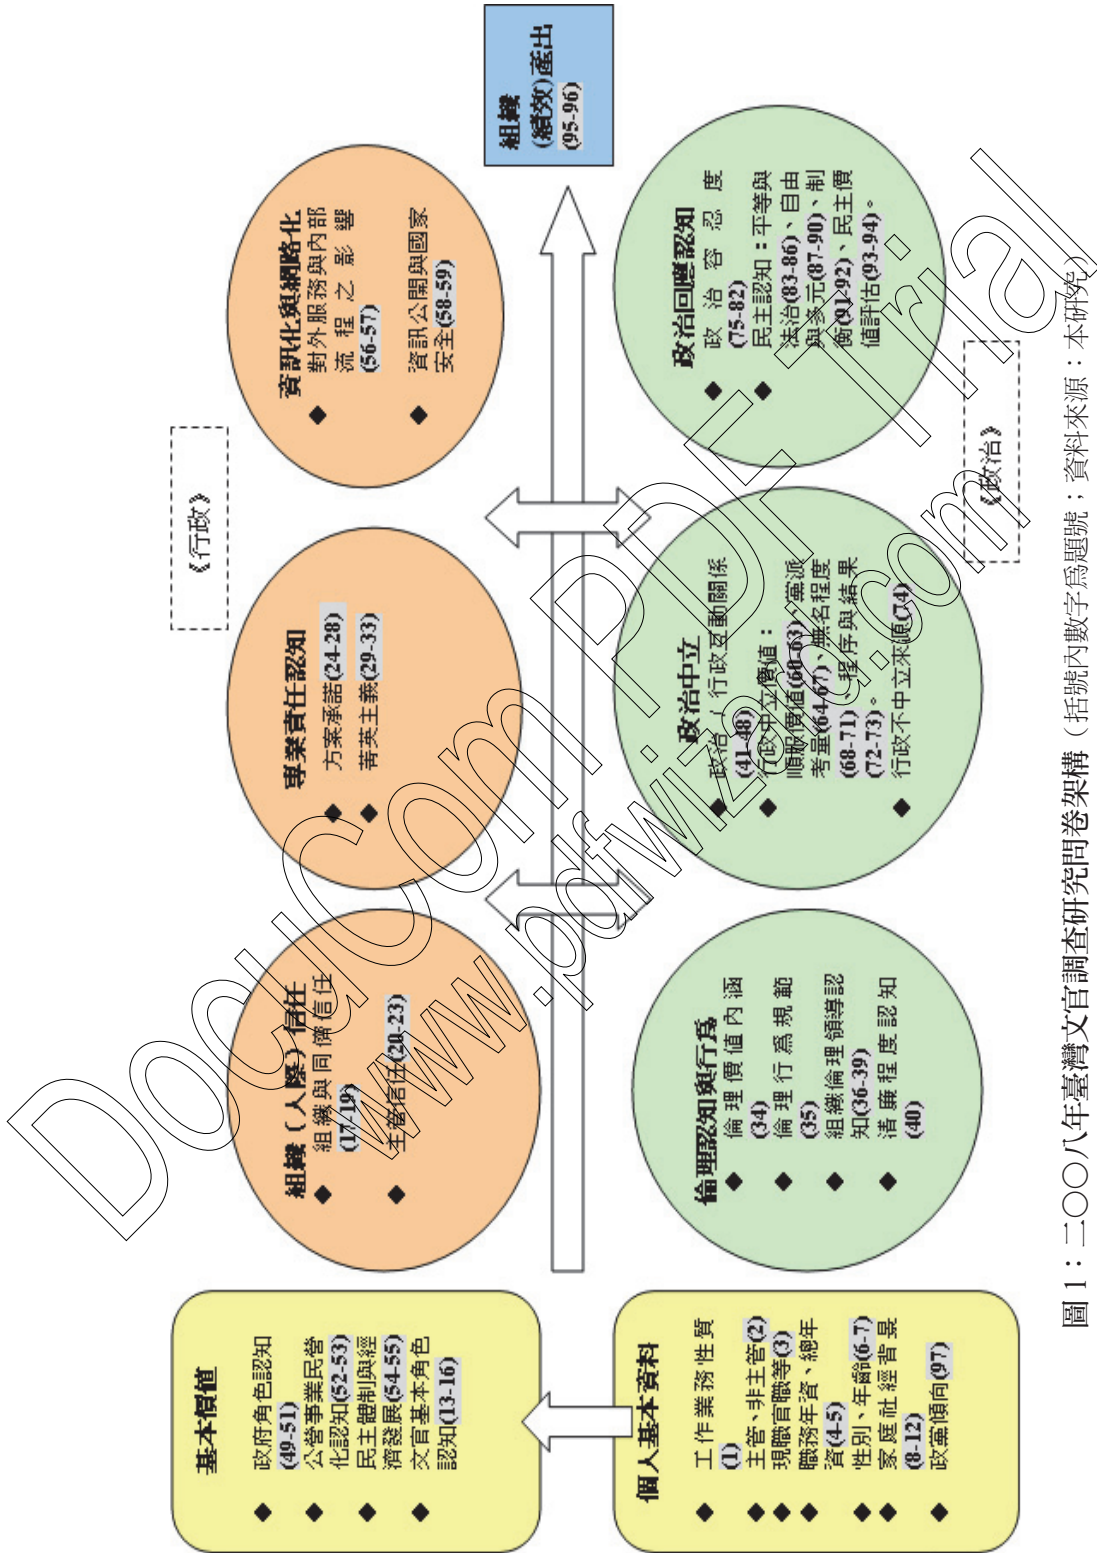 《行政》
基本價值
◆ 政府角色認知
(49-51)
◆ 公營事業民營
化認知(52-53)
◆ 民主體制與經
濟發展(54-55)
◆ 文官基本角色
認知(13-16)
組織（人際）信任
◆ 組織與同儕信任
(17-19)
◆ 主管信任(20-23)
專業責任認知
◆ 方案承諾(24-28)
◆ 菁英主義(29-33)
資訊化與網路化
◆ 對外服務與內部
流程之影響
(56-57)
◆ 資訊公開與國家
安全(58-59)
組織
(績效)產出
(95-96)
個人基本資料
◆ 工作業務性質
(1)
◆ 主管、非主管(2)
◆ 現職官職等(3)
◆ 職務年資、總年
資(4-5)
◆ 性別、年齡(6-7)
◆ 家庭社經背景
(8-12)
◆ 政黨傾向(97)
倫理認知與行為
◆ 倫理價值內涵
(34)
◆ 倫理行為規範
(35)
◆ 組織倫理領導認
知(36-39)
◆ 清廉程度認知
(40)
政治中立
◆ 政治／行政互動關係
(41-48)
◆ 行政中立價值：
順服價值(60-63)、黨派
考量(64-67)、無名程度
(68-71)、程序與結果
(72-73)。
◆ 行政不中立來源(74)
政治回應認知
◆ 政治容忍度
(75-82)
◆ 民主認知：平等與
法治(83-86)、自由
與多元(87-90)、制
衡(91-92)、民主價
值評估(93-94)。
《政治》
圖 1：二○○八年臺灣文官調查研究問卷架構（括號內數字為題號；資料來源：本研究）
DocuCom PDF Trial
www.pdfwizard.com